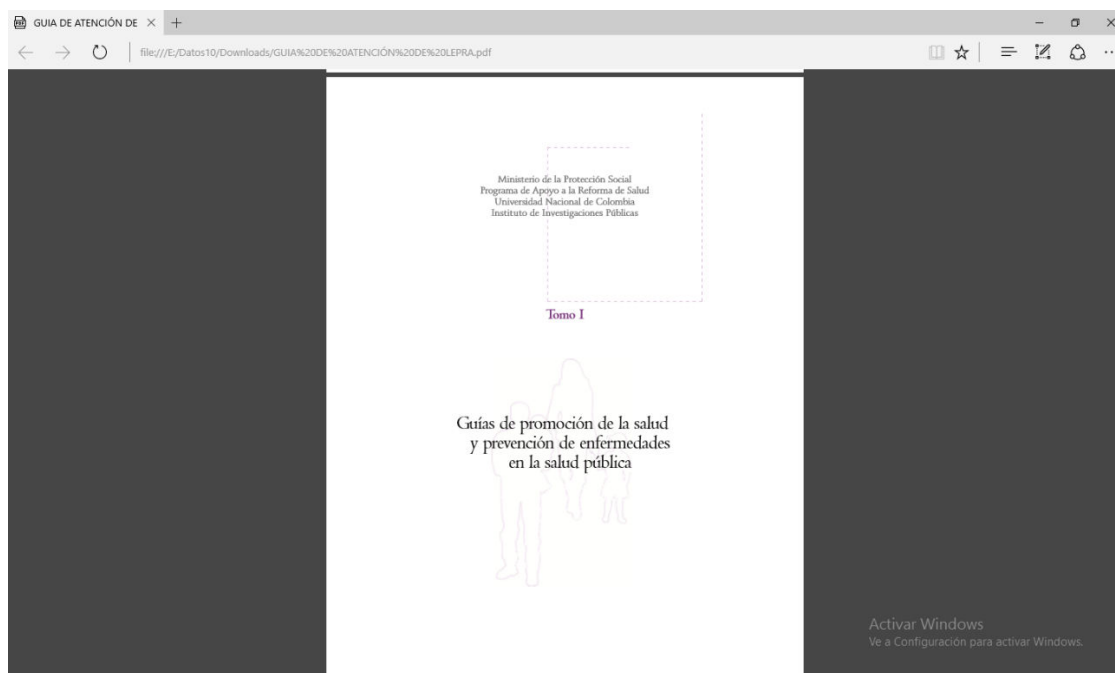 GUIA DE ATENCIÓN DE
file:///E:/Datos10/Downloads/GUIA%20DE%20ATENCIÓN%20DE%20LEPRA.pdf
Ministerio de la Protección Social
Programa de Apoyo a la Reforma de Salud
Universidad Nacional de Colombia
Instituto de Investigaciones Públicas
Tomo I
Guías de promoción de la salud
y prevención de enfermedades
en la salud pública
Activar Windows
Ve a Configuración para activar Windows.